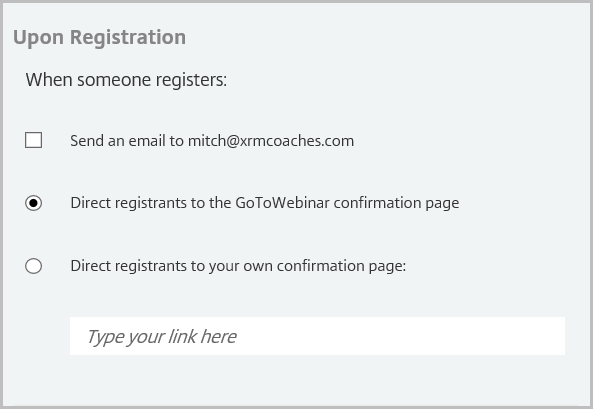 Upon Registration
When someone registers:
Send an email to mitch@xrmcoaches.com
Direct registrants to the GoToWebinar confirmation page
Direct registrants to your own confirmation page:
Type your link here